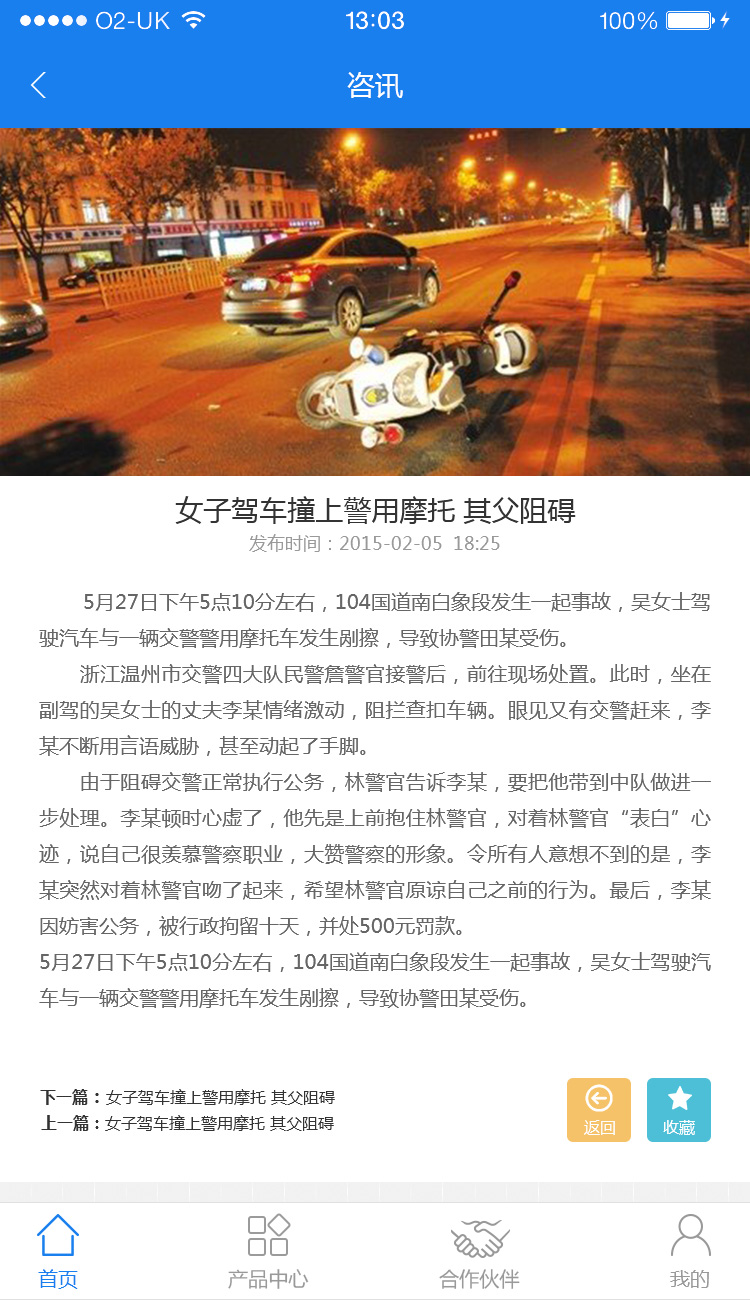 O2-UK 13:03 100%
咨讯
女子驾车撞上警用摩托 其父阻碍
发布时间：2015-02-05 18:25
5月27日下午5点10分左右，104国道南白象段发生一起事故，吴女士驾
驶汽车与一辆交警警用摩托车发生剐擦，导致协警田某受伤。
浙江温州市交警四大队民警詹警官接警后，前往现场处置。此时，坐在
副驾的吴女士的丈夫李某情绪激动，阻拦查扣车辆。眼见又有交警赶来，李
某不断用言语威胁，甚至动起了手脚。
由于阻碍交警正常执行公务，林警官告诉李某，要把他带到中队做进一
步处理。李某顿时心虚了，他先是上前抱住林警官，对着林警官“表白”心
迹，说自己很羡慕警察职业，大赞警察的形象。令所有人意想不到的是，李
某突然对着林警官吻了起来，希望林警官原谅自己之前的行为。最后，李某
因妨害公务，被行政拘留十天，并处500元罚款。
5月27日下午5点10分左右，104国道南白象段发生一起事故，吴女士驾驶汽
车与一辆交警警用摩托车发生剐擦，导致协警田某受伤。
下一篇：女子驾车撞上警用摩托 其父阻碍
上一篇：女子驾车撞上警用摩托 其父阻碍
返回 收藏
首页 产品中心 合作伙伴 我的